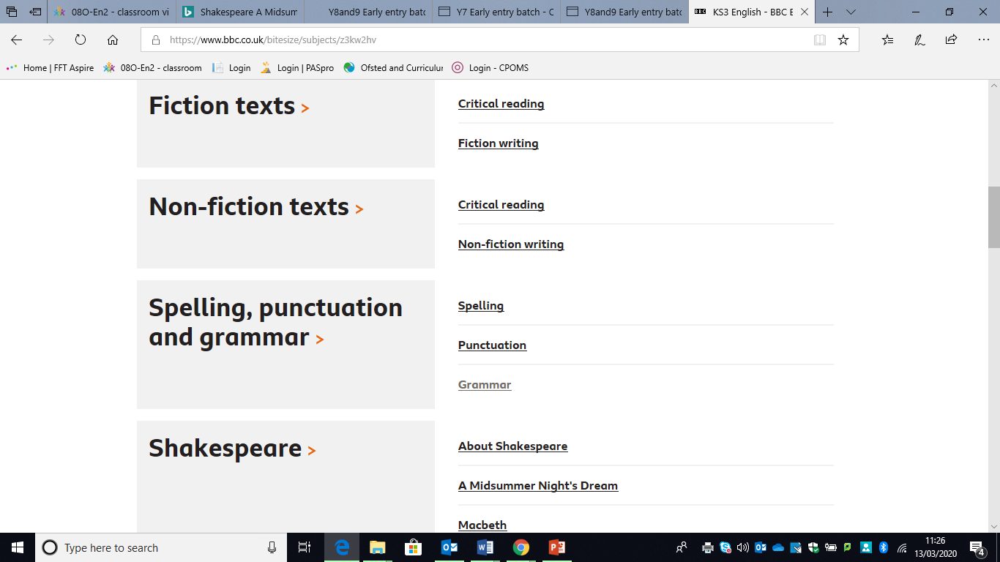 08O-En2 - classroom vi
Shakespeare A Midsum
Y8and9 Early entry batc
Y7 Early entry batch - C
Y8and9 Early entry batc
BBC KS3 English - BBC B
https://www.bbc.co.uk/bitesize/subjects/z3kw2hv
Home | FFT Aspire
08O-En2 - classroom
Login
Login | PASpro
Ofsted and Curriculur
Login - CPOMS
Fiction texts >
Critical reading
Fiction writing
Non-fiction texts >
Critical reading
Non-fiction writing
Spelling, punctuation
and grammar >
Spelling
Punctuation
Grammar
Shakespeare >
About Shakespeare
A Midsummer Night's Dream
Macbeth
Type here to search
11:26
13/03/2020
4